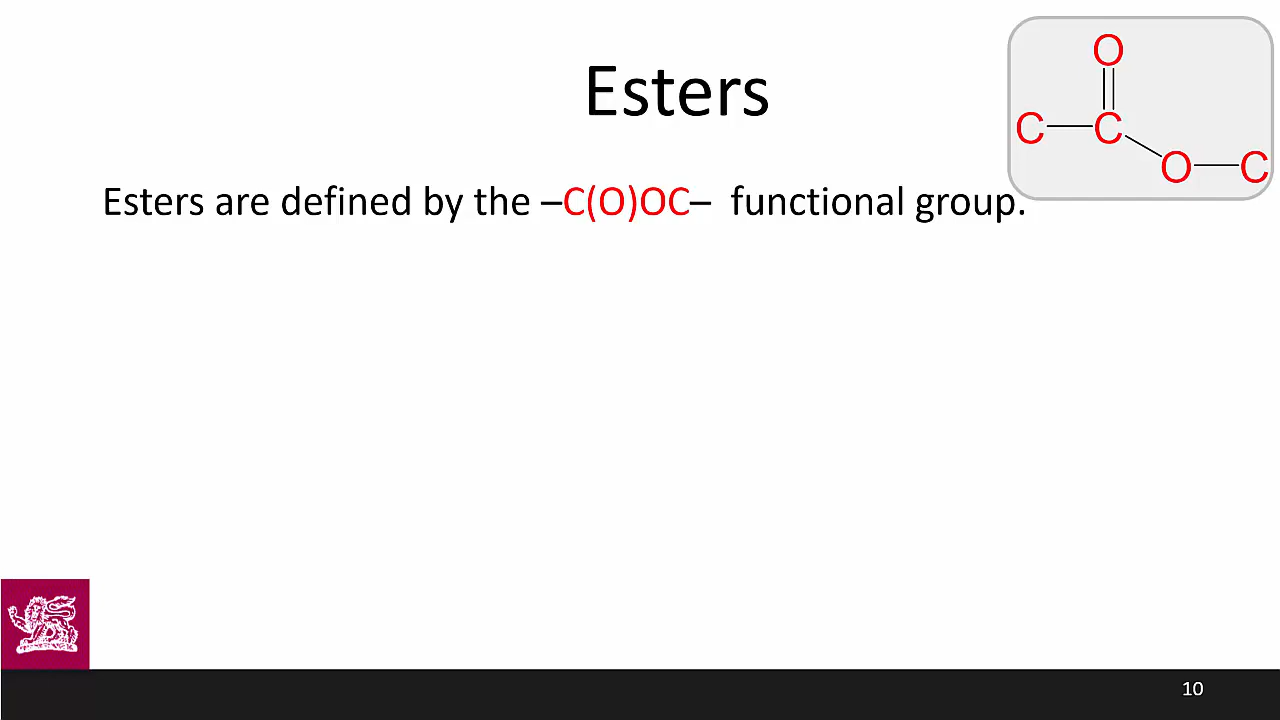 Esters
O
C C
O C
Esters are defined by the –C(O)OC– functional group.
10